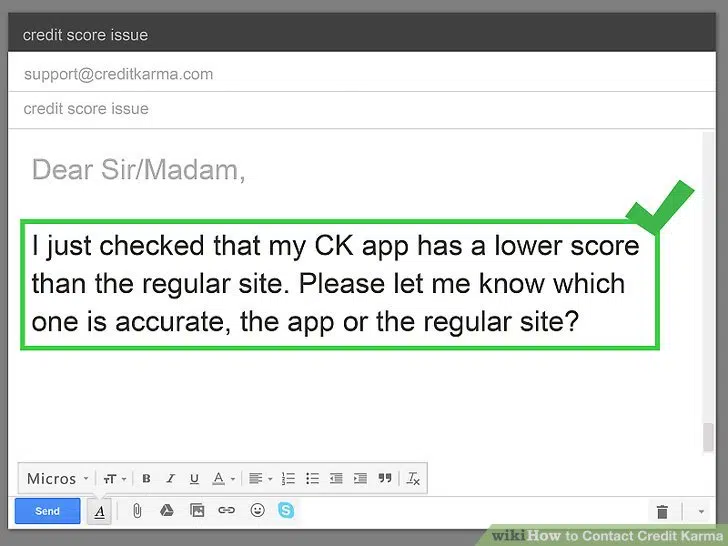 credit score issue
support@creditkarma.com
credit score issue
Dear Sir/Madam,
I just checked that my CK app has a lower score
than the regular site. Please let me know which
one is accurate, the app or the regular site?
Micros
B I U A
Send A
wikiHow to Contact Credit Karma